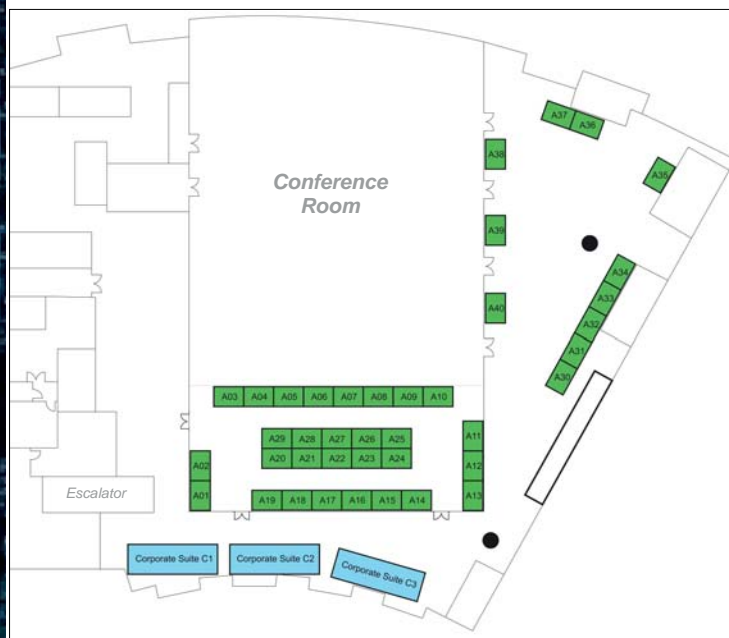 A37 A36
A38
Conference
Room
A35
A39
A34
A33
A40
A32
A31
A30
A03 A04 A05 A06 A07 A08 A09 A10
A29 A28 A27 A26 A25
A11
A20 A21 A22 A23 A24
A02
A12
A01
A19 A18 A17 A16 A15 A14
A13
Escalator
Corporate Suite C1 Corporate Suite C2
Corporate Suite C3